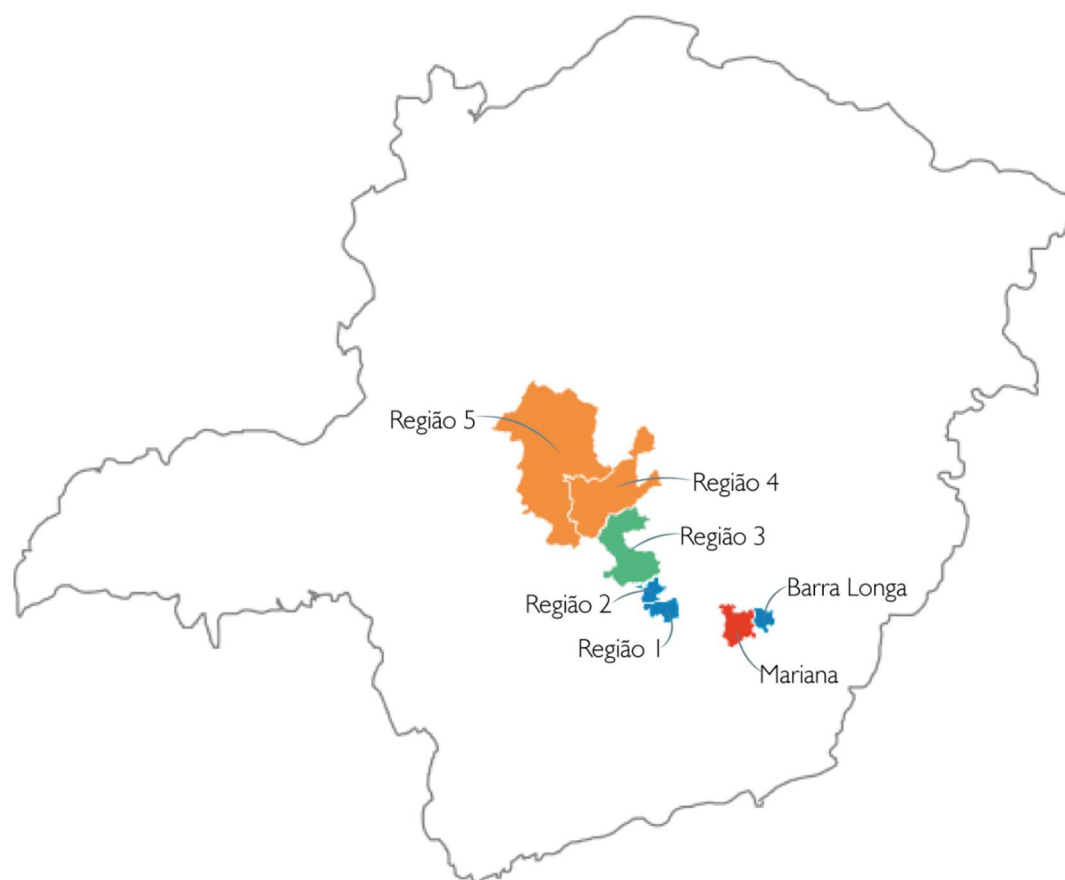 Região 5
Região 4
Região 3
Região 2
Barra Longa
Região 1
Mariana